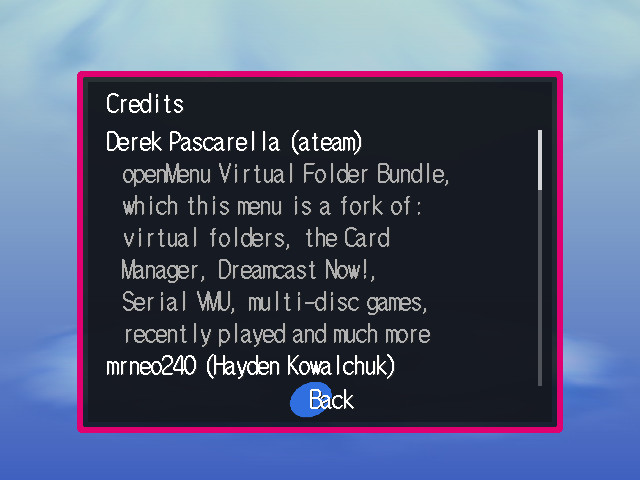 Credits
Derek Pascarella (ateam)
openMenu Virtual Folder Bundle,
which this menu is a fork of:
virtual folders, the Card
Manager, Dreamcast Now!,
Serial VMU, multi-disc games,
recently played and much more
mrneo240 (Hayden Kowalchuk)
Back